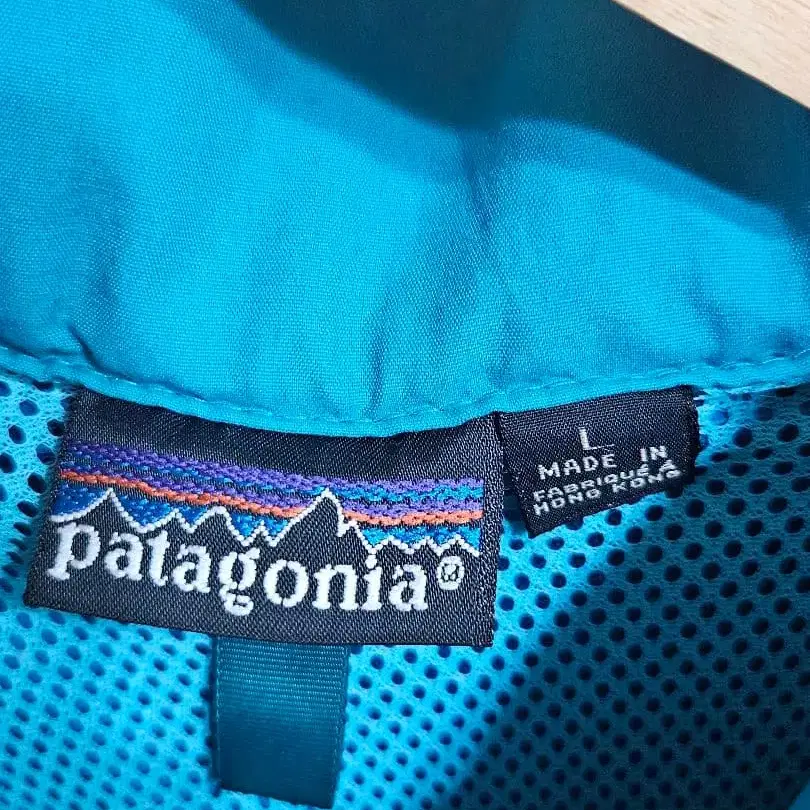 patagonia®
L
MADE IN
FABRIQUÉ À
HONG KONG